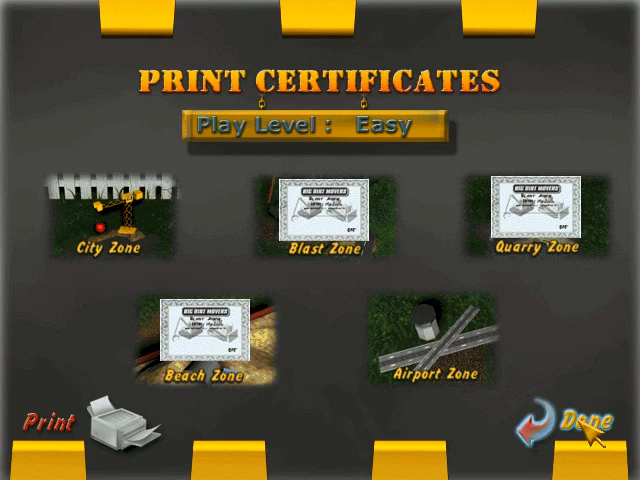 PRINT CERTIFICATES
Play Level : Easy
City Zone
BIG DIRT MOVERS
Blast Zone
BIG DIRT MOVERS
Quarry Zone
BIG DIRT MOVERS
Beach Zone
Airport Zone
Print
Done